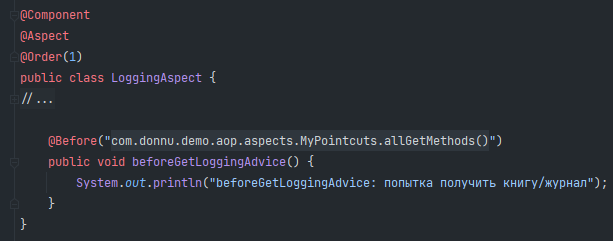 @Component
@Aspect
@Order(1)
public class LoggingAspect {
//...
@Before("com.donnu.demo.aop.aspects.MyPointcuts.allGetMethods()")
public void beforeGetLoggingAdvice() {
System.out.println("beforeGetLoggingAdvice: попытка получить книгу/журнал");
}
}